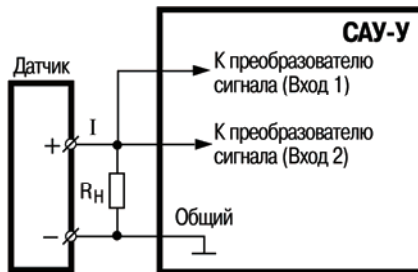 САУ-У
Датчик
К преобразователю
сигнала (Вход 1)
+
I
К преобразователю
сигнала (Вход 2)
Rн
Общий
−